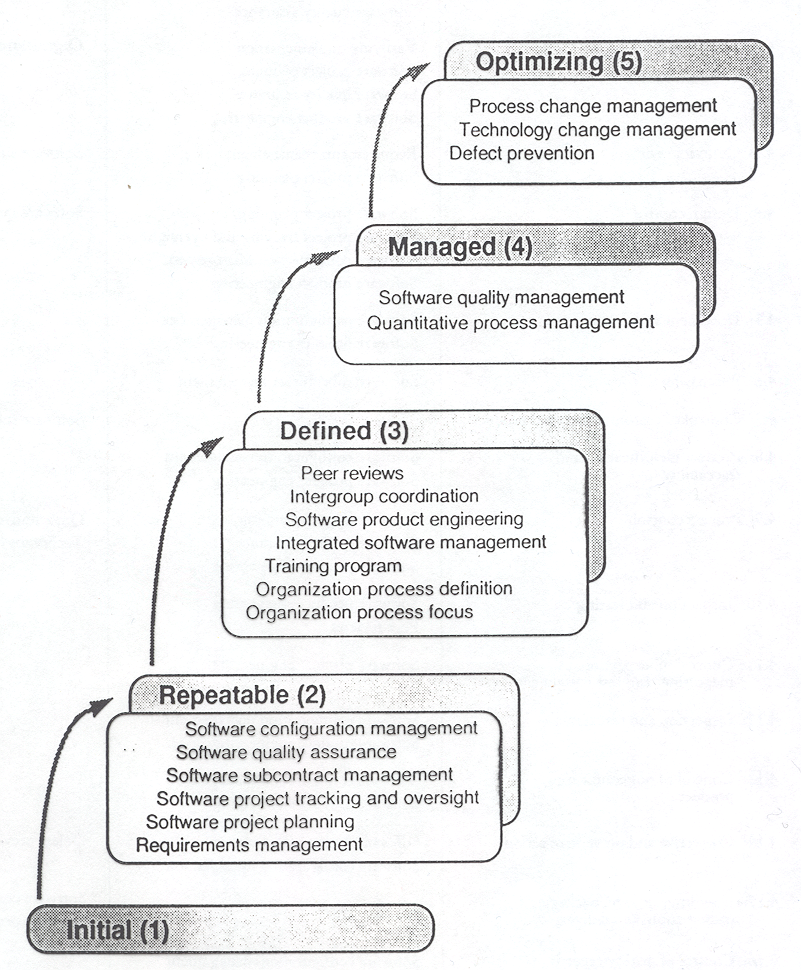 Optimizing (5)
Process change management
Technology change management
Defect prevention
Managed (4)
Software quality management
Quantitative process management
Defined (3)
Peer reviews
Intergroup coordination
Software product engineering
Integrated software management
Training program
Organization process definition
Organization process focus
Repeatable (2)
Software configuration management
Software quality assurance
Software subcontract management
Software project tracking and oversight
Software project planning
Requirements management
Initial (1)